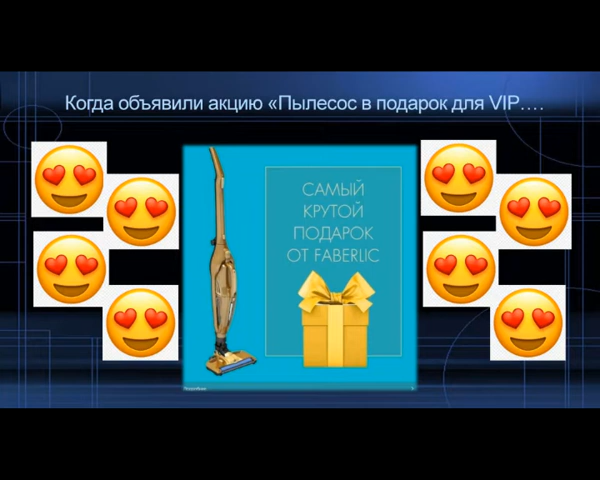 Когда объявили акцию «Пылесос в подарок для VIP….
САМЫЙ
КРУТОЙ
ПОДАРОК
ОТ FABERLIC